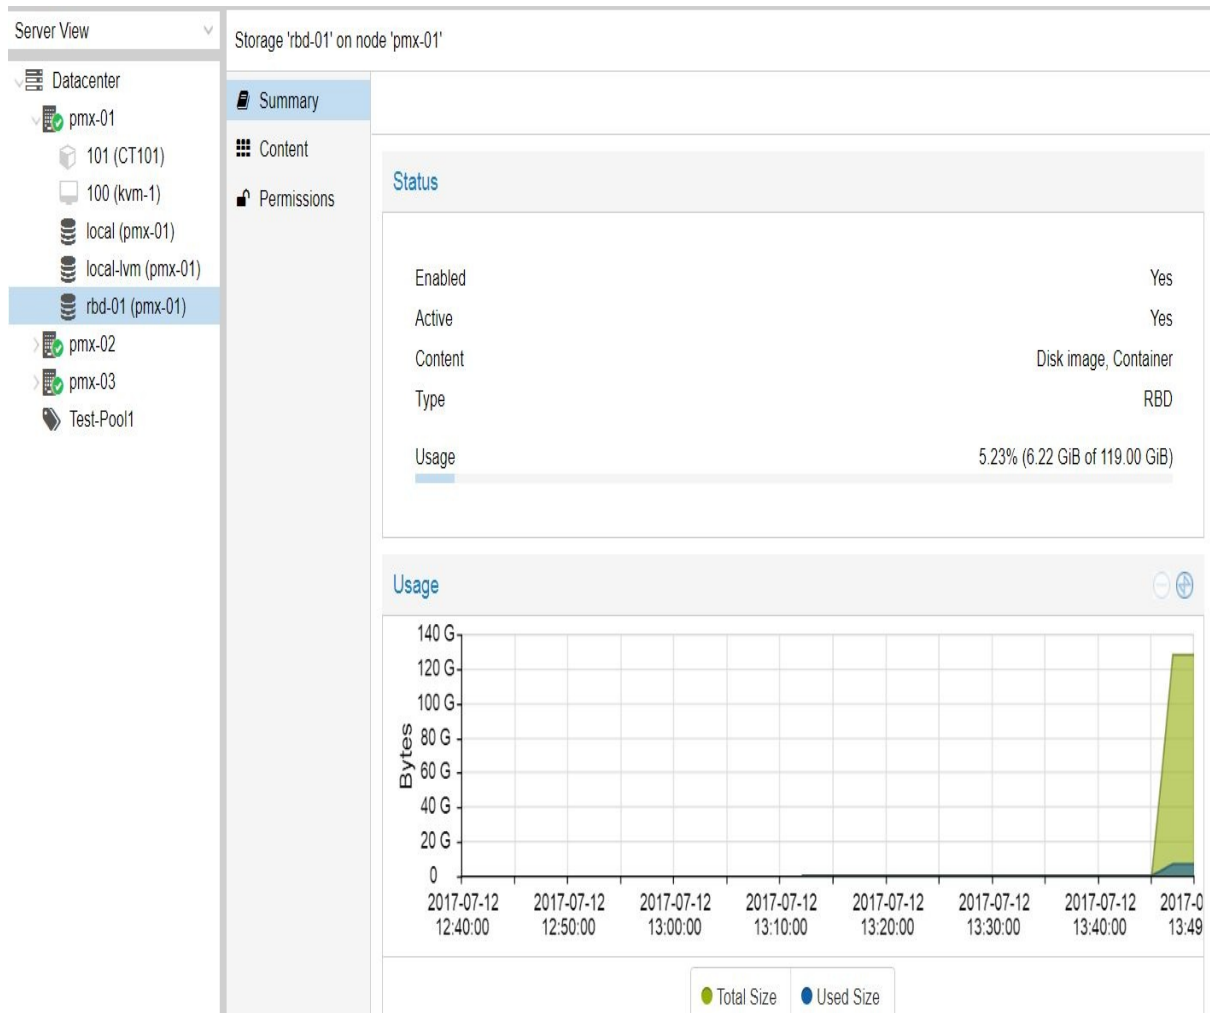 Server View
Storage 'rbd-01' on node 'pmx-01'
Datacenter
pmx-01
101 (CT101)
100 (kvm-1)
local (pmx-01)
local-lvm (pmx-01)
rbd-01 (pmx-01)
pmx-02
pmx-03
Test-Pool1
Summary
Content
Permissions
Status
Enabled Yes
Active Yes
Content Disk image, Container
Type RBD
Usage 5.23% (6.22 GiB of 119.00 GiB)
Usage
Bytes
140 G
120 G
100 G
80 G
60 G
40 G
20 G
0
2017-07-12 2017-07-12 2017-07-12 2017-07-12 2017-07-12 2017-07-12 2017-07-12 2017-0
12:40:00 12:50:00 13:00:00 13:10:00 13:20:00 13:30:00 13:40:00 13:49
Total Size Used Size